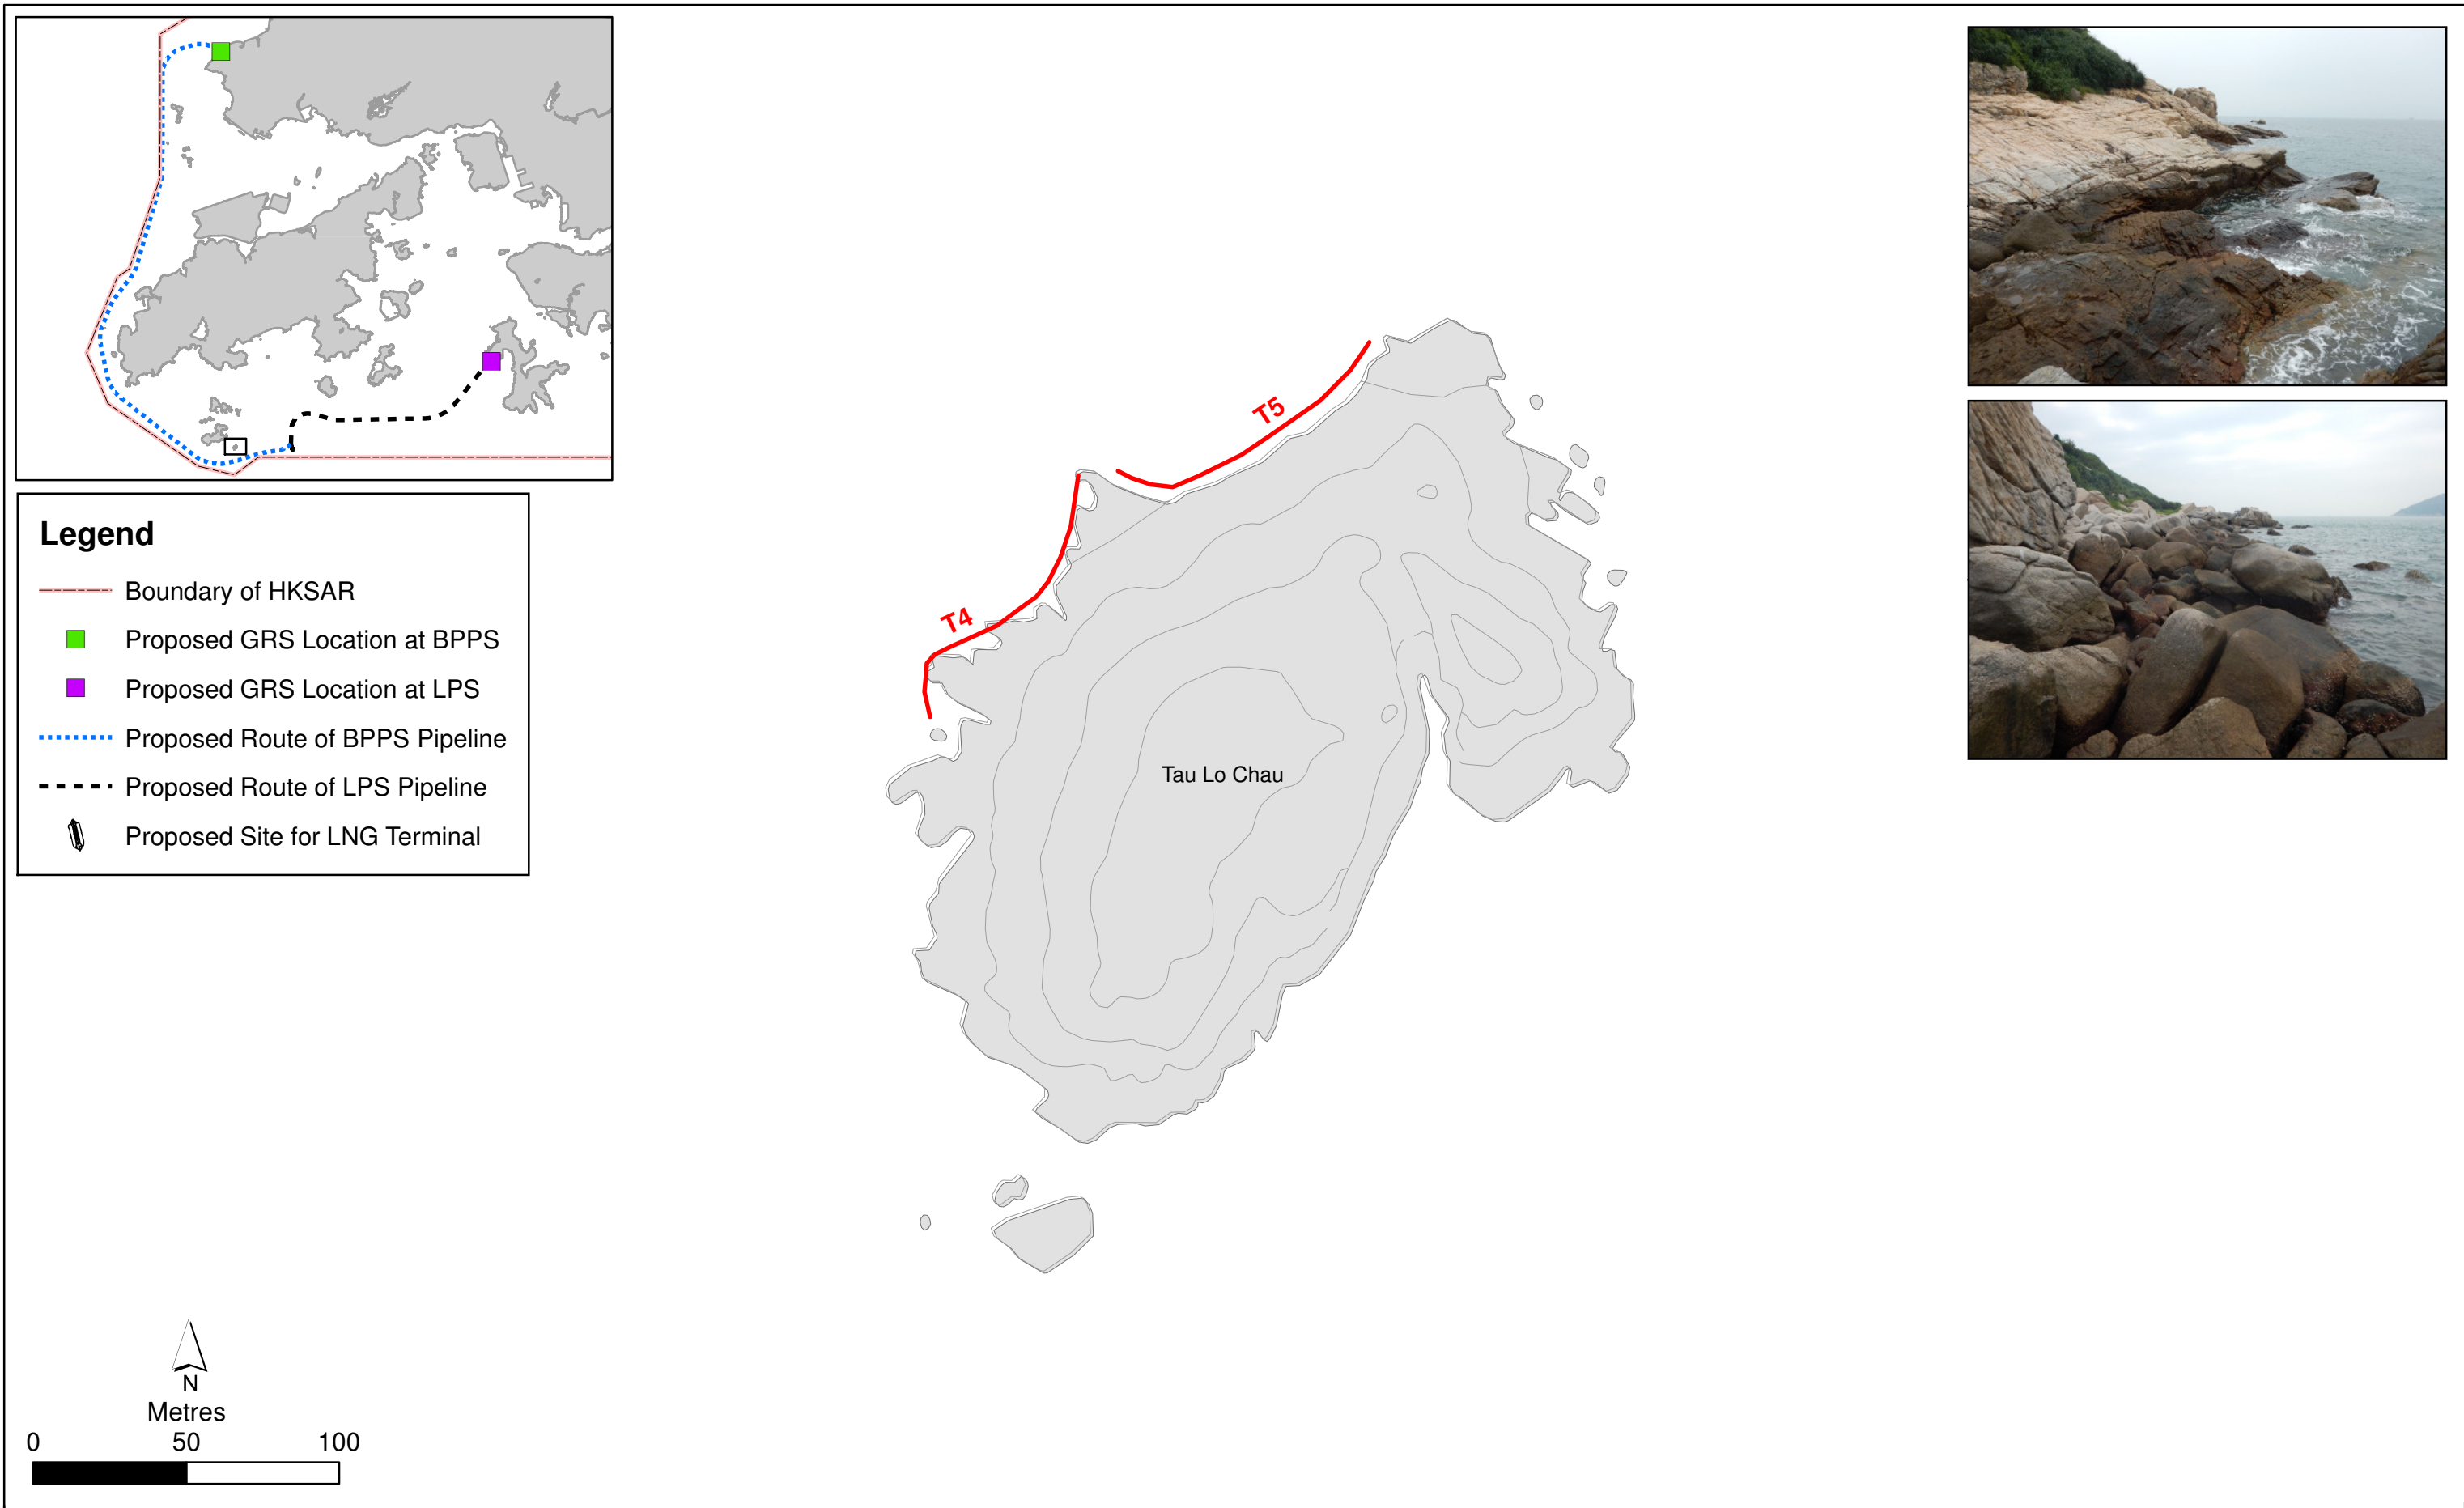 Legend
Boundary of HKSAR
Proposed GRS Location at BPPS
Proposed GRS Location at LPS
Proposed Route of BPPS Pipeline
Proposed Route of LPS Pipeline
Proposed Site for LNG Terminal
T5
T4
Tau Lo Chau
N
Metres
0 50 100